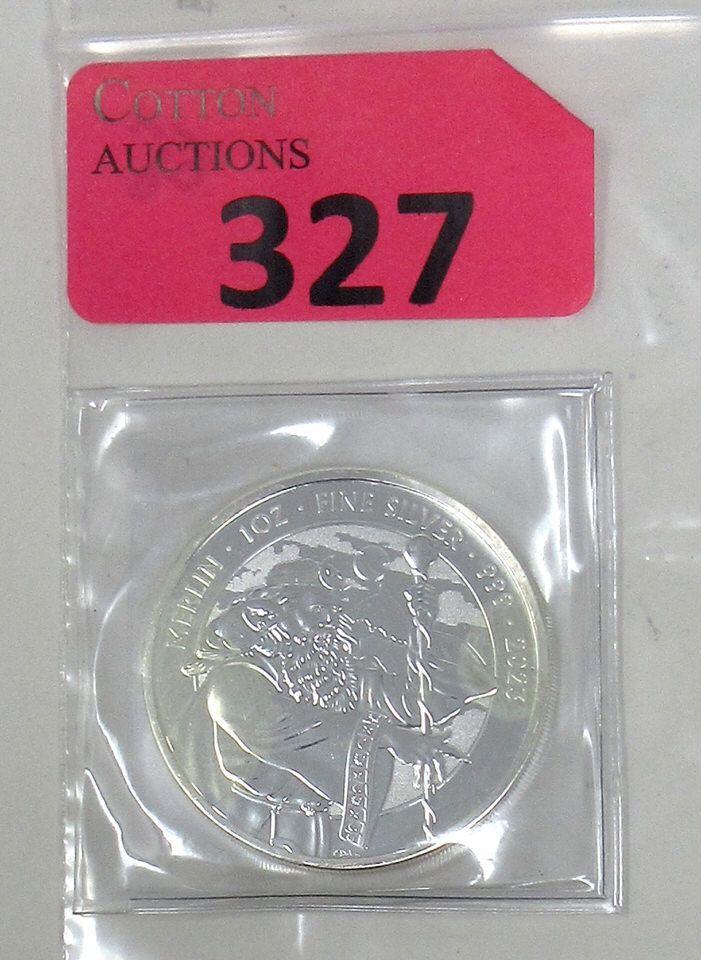 COTTON
AUCTIONS
327
MERLIN · 1OZ · FINE SILVER · 999 · 2023